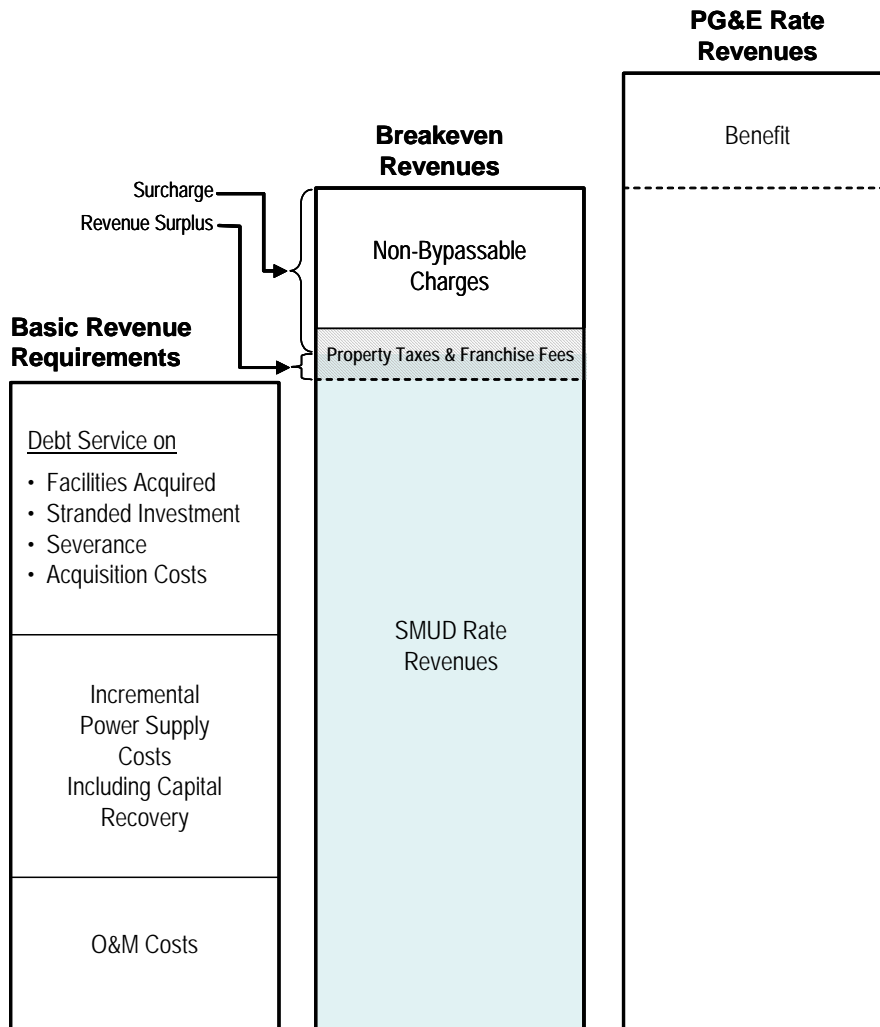 PG&E Rate
Revenues
Benefit
Breakeven
Revenues
Surcharge
Revenue Surplus
Non-Bypassable
Charges
Basic Revenue
Requirements
Property Taxes & Franchise Fees
Debt Service on
• Facilities Acquired
• Stranded Investment
• Severance
• Acquisition Costs
SMUD Rate
Revenues
Incremental
Power Supply
Costs
Including Capital
Recovery
O&M Costs